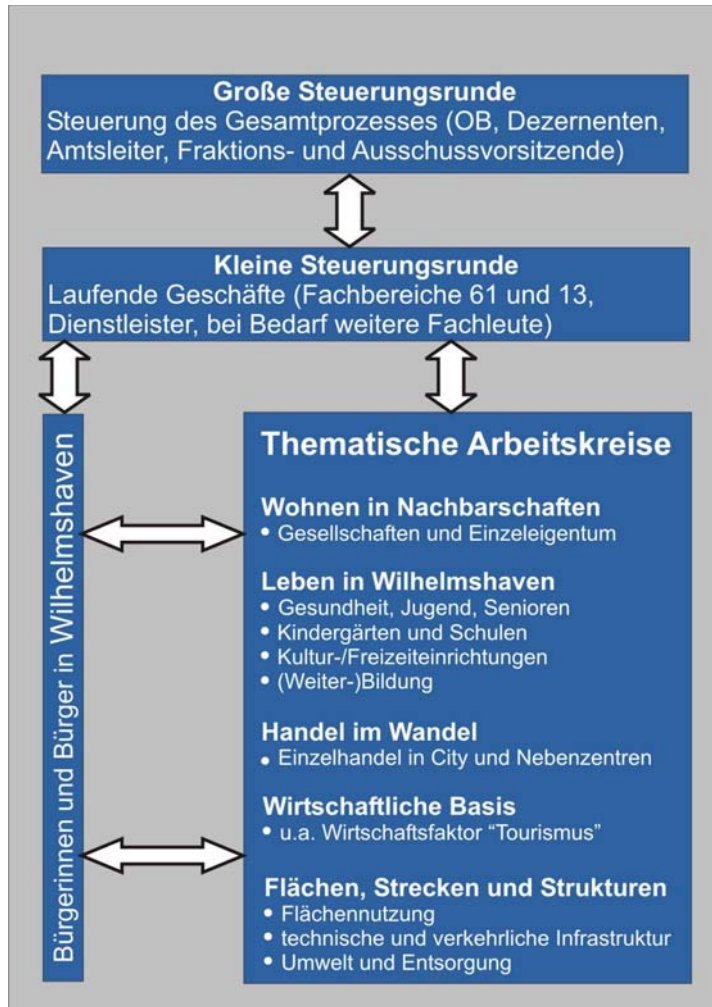 Große Steuerungsrunde
Steuerung des Gesamtprozesses (OB, Dezernenten,
Amtsleiter, Fraktions- und Ausschussvorsitzende)
Kleine Steuerungsrunde
Laufende Geschäfte (Fachbereiche 61 und 13,
Dienstleister, bei Bedarf weitere Fachleute)
Bürgerinnen und Bürger in Wilhelmshaven
Thematische Arbeitskreise
Wohnen in Nachbarschaften
• Gesellschaften und Einzeleigentum
Leben in Wilhelmshaven
• Gesundheit, Jugend, Senioren
• Kindergärten und Schulen
• Kultur-/Freizeiteinrichtungen
• (Weiter-)Bildung
Handel im Wandel
• Einzelhandel in City und Nebenzentren
Wirtschaftliche Basis
• u.a. Wirtschaftsfaktor “Tourismus”
Flächen, Strecken und Strukturen
• Flächennutzung
• technische und verkehrliche Infrastruktur
• Umwelt und Entsorgung